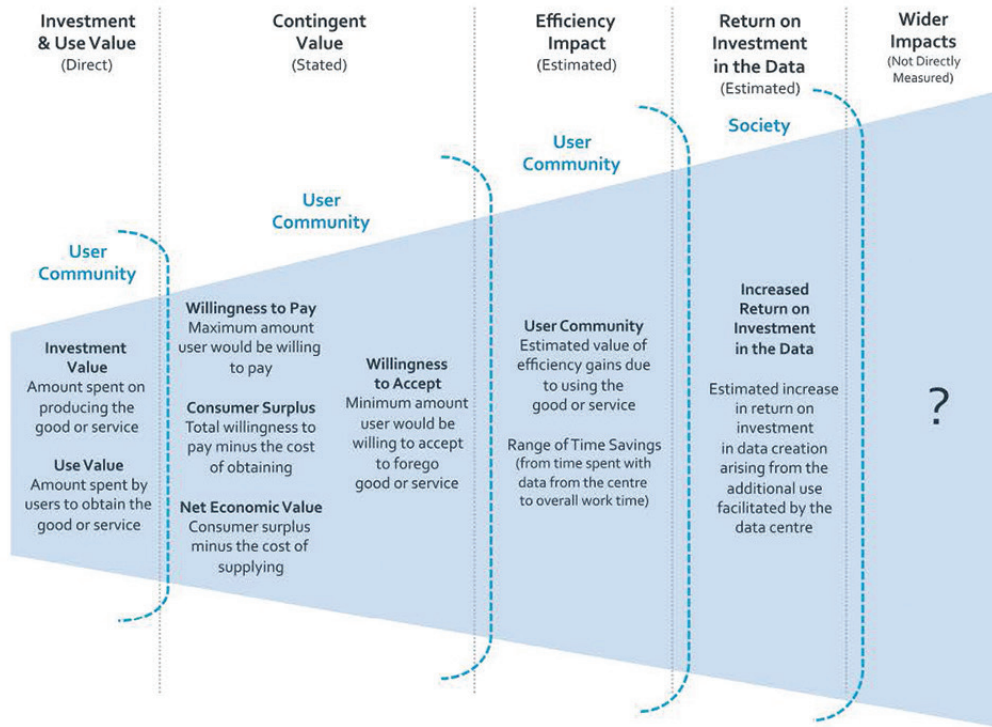 Investment
& Use Value
(Direct)
Contingent
Value
(Stated)
Efficiency
Impact
(Estimated)
Return on
Investment
in the Data
(Estimated)
Wider
Impacts
(Not Directly
Measured)
User
Community
User
Community
User
Community
Society
Investment
Value
Amount spent on
producing the
good or service
Use Value
Amount spent by
users to obtain the
good or service
Willingness to Pay
Maximum amount
user would be willing
to pay
Consumer Surplus
Total willingness to
pay minus the cost
of obtaining
Net Economic Value
Consumer surplus
minus the cost of
supplying
Willingness
to Accept
Minimum amount
user would be
willing to accept
to forego
good or service
User Community
Estimated value of
efficiency gains due
to using the
good or service
Range of Time Savings
(from time spent with
data from the centre
to overall work time)
Increased
Return on
Investment
in the Data
Estimated increase
in return on
investment
in data creation
arising from the
additional use
facilitated by the
data centre
?